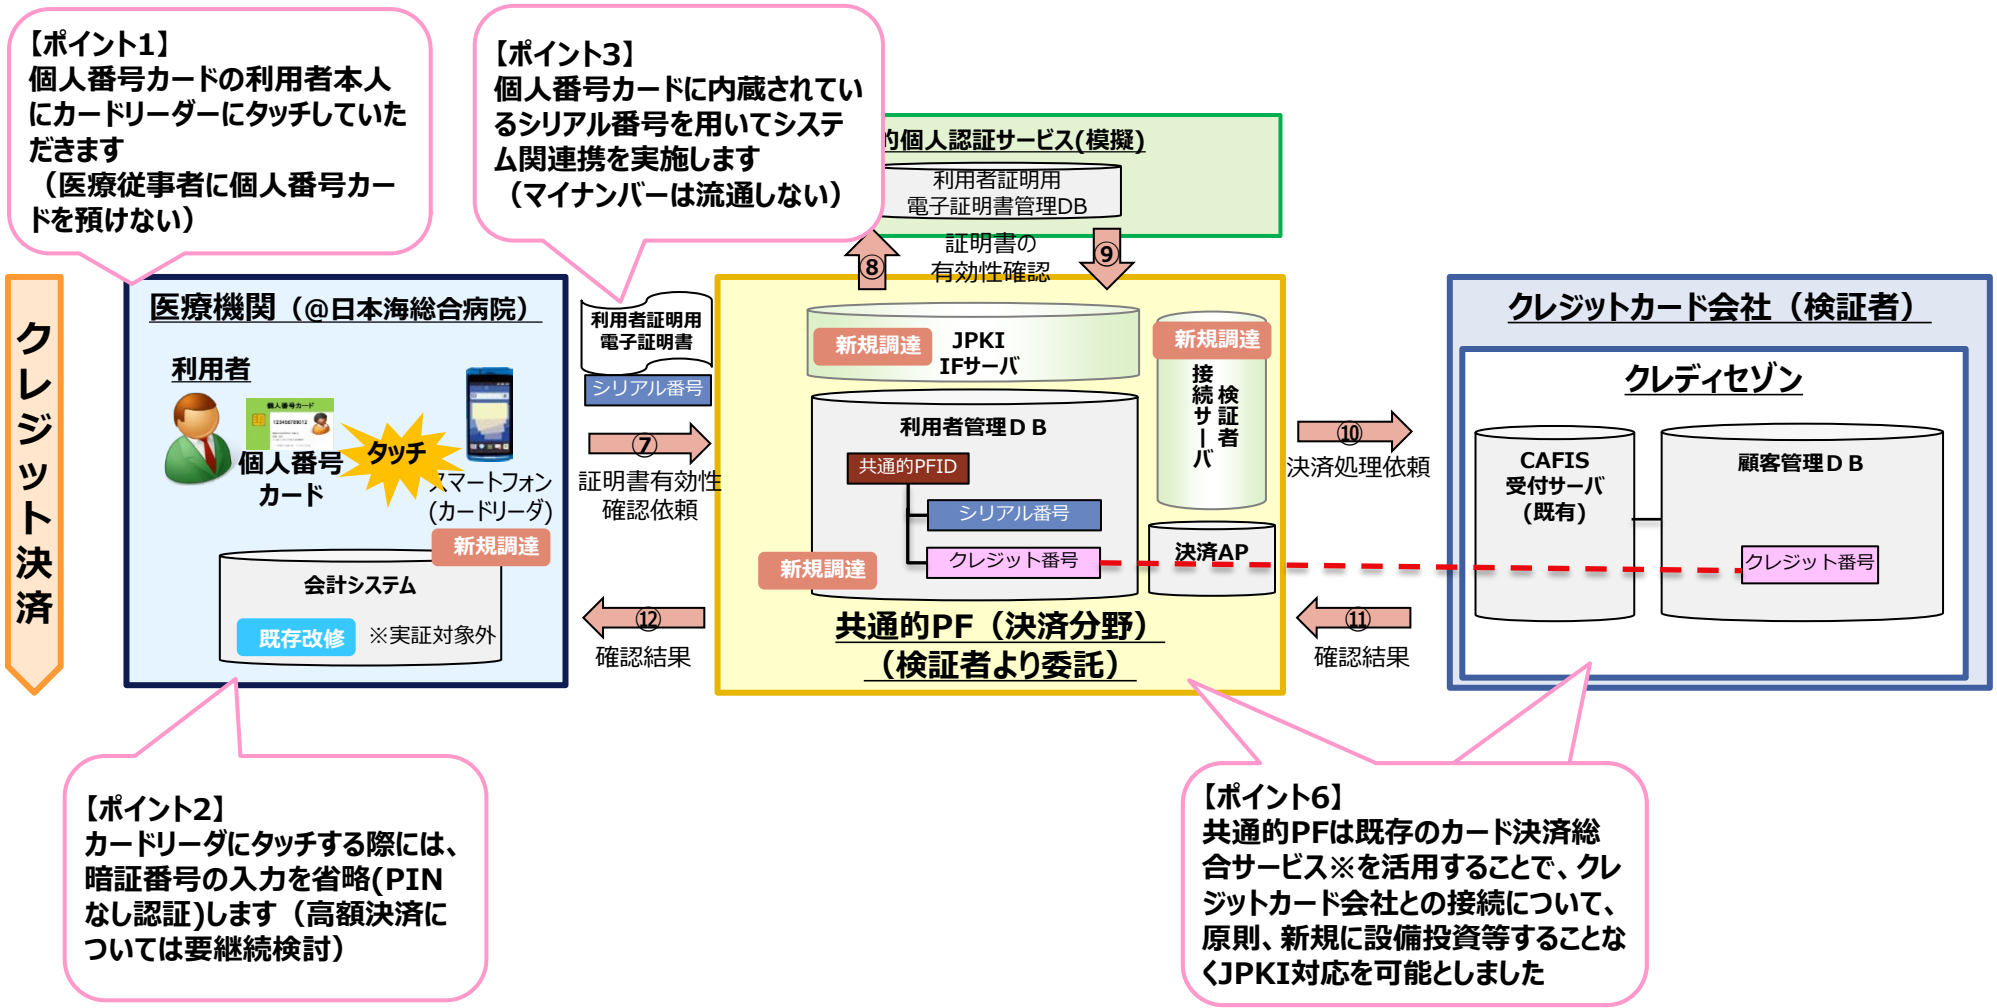 【ポイント1】
個人番号カードの利用者本人
にカードリーダーにタッチしていた
だきます
（医療従事者に個人番号カー
ドを預けない）
【ポイント3】
個人番号カードに内蔵されてい
るシリアル番号を用いてシステ
ム関連携を実施します
（マイナンバーは流通しない）
的個人認証サービス(模擬)
利用者証明用
電子証明書管理DB
⑧
証明書の
有効性確認
⑨
クレジット決済
医療機関（@日本海総合病院）
利用者
個人番号カード
123456789012
個人番号
カード
タッチ
スマートフォン
(カードリーダ)
新規調達
会計システム
既存改修
※実証対象外
利用者証明用
電子証明書
シリアル番号
⑦
証明書有効性
確認依頼
⑫
確認結果
新規調達
JPKI
IFサーバ
新規調達
検証者
接続サーバ
利用者管理ＤＢ
共通的PFID
シリアル番号
クレジット番号
新規調達
決済AP
共通的PF（決済分野）
（検証者より委託）
⑩
決済処理依頼
⑪
確認結果
クレジットカード会社（検証者）
クレディセゾン
CAFIS
受付サーバ
(既有)
顧客管理ＤＢ
クレジット番号
【ポイント2】
カードリーダにタッチする際には、
暗証番号の入力を省略(PIN
なし認証)します（高額決済に
ついては要継続検討）
【ポイント6】
共通的PFは既存のカード決済総
合サービス※を活用することで、クレ
ジットカード会社との接続について、
原則、新規に設備投資等することな
くJPKI対応を可能としました